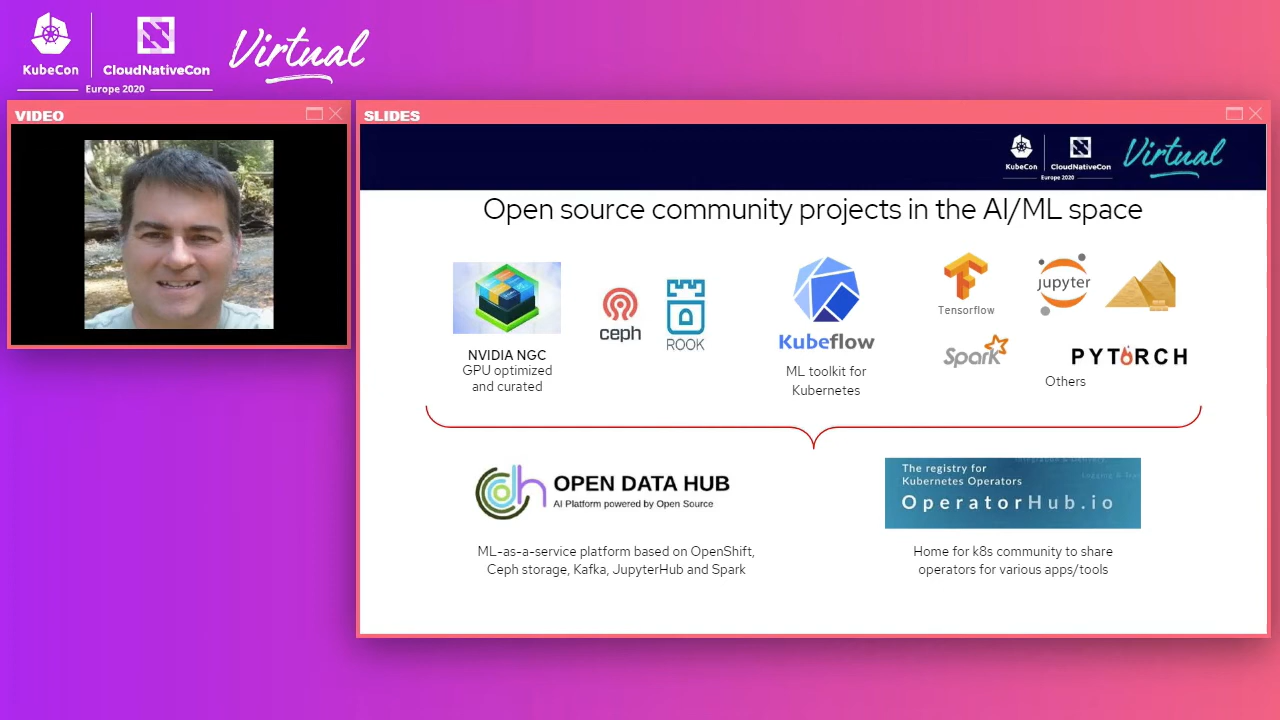 KubeCon
CloudNativeCon
Virtual
Europe 2020
VIDEO
SLIDES
KubeCon
CloudNativeCon
Virtual
Europe 2020
Open source community projects in the AI/ML space
NVIDIA NGC
GPU optimized
and curated
ceph
ROOK
Kubeflow
ML toolkit for
Kubernetes
Tensorflow
jupyter
Spark
PYTORCH
Others
OPEN DATA HUB
AI Platform powered by Open Source
ML-as-a-service platform based on OpenShift,
Ceph storage, Kafka, JupyterHub and Spark
The registry for
Kubernetes Operators
OperatorHub.io
Home for k8s community to share
operators for various apps/tools